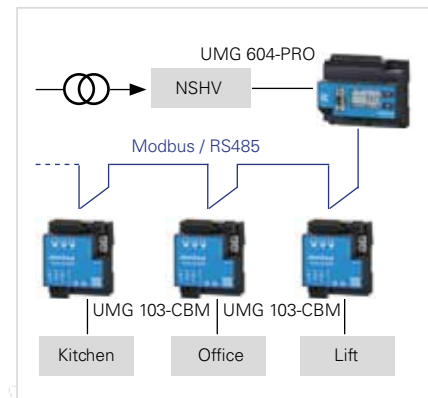 UMG 604-PRO
NSHV
Modbus / RS485
UMG 103-CBM UMG 103-CBM
Kitchen Office Lift